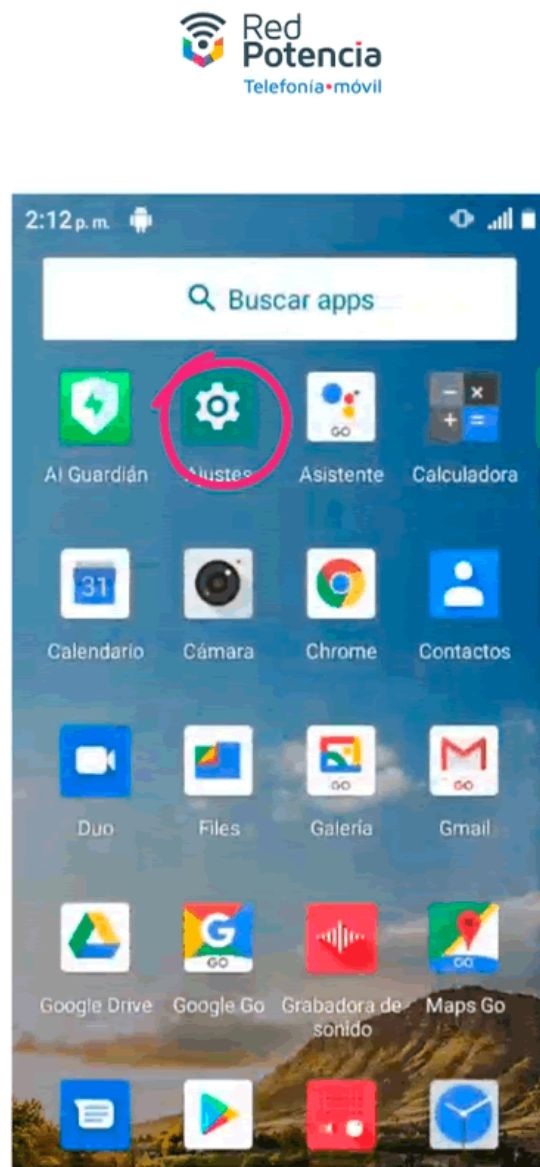 Red
Potencia
Telefonía•móvil
2:12 p. m.
Buscar apps
AI Guardián
Ajustes
Asistente
Calculadora
Calendario
Cámara
Chrome
Contactos
Duo
Files
Galería
Gmail
Google Drive
Google Go
Grabadora de
sonido
Maps Go
GO
31
GO
GO
GO
GO